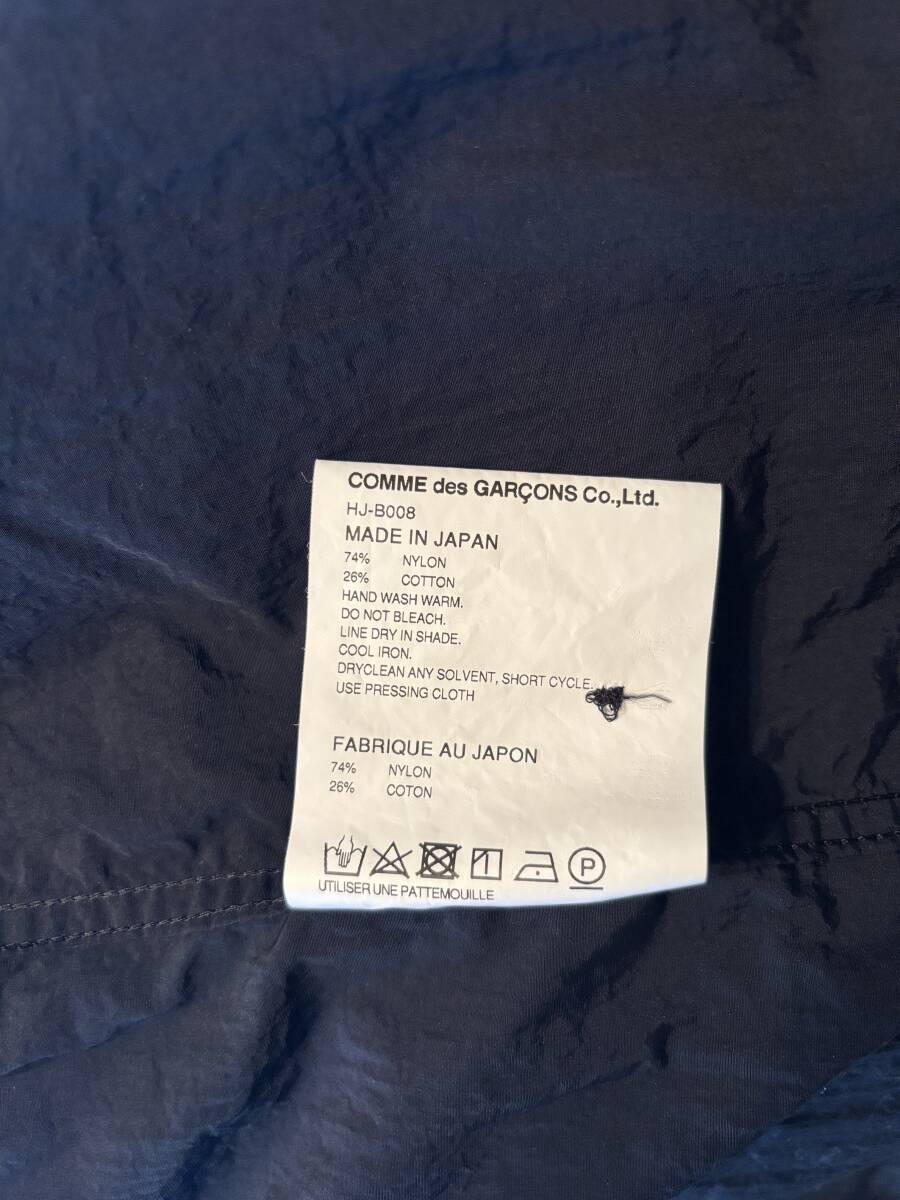 COMME des GARÇONS Co.,Ltd.
HJ-B008
MADE IN JAPAN
74% NYLON
26% COTTON
HAND WASH WARM.
DO NOT BLEACH.
LINE DRY IN SHADE.
COOL IRON.
DRYCLEAN ANY SOLVENT, SHORT CYCLE.
USE PRESSING CLOTH
FABRIQUE AU JAPON
74% NYLON
26% COTON
P
UTILISER UNE PATTEMOUILLE